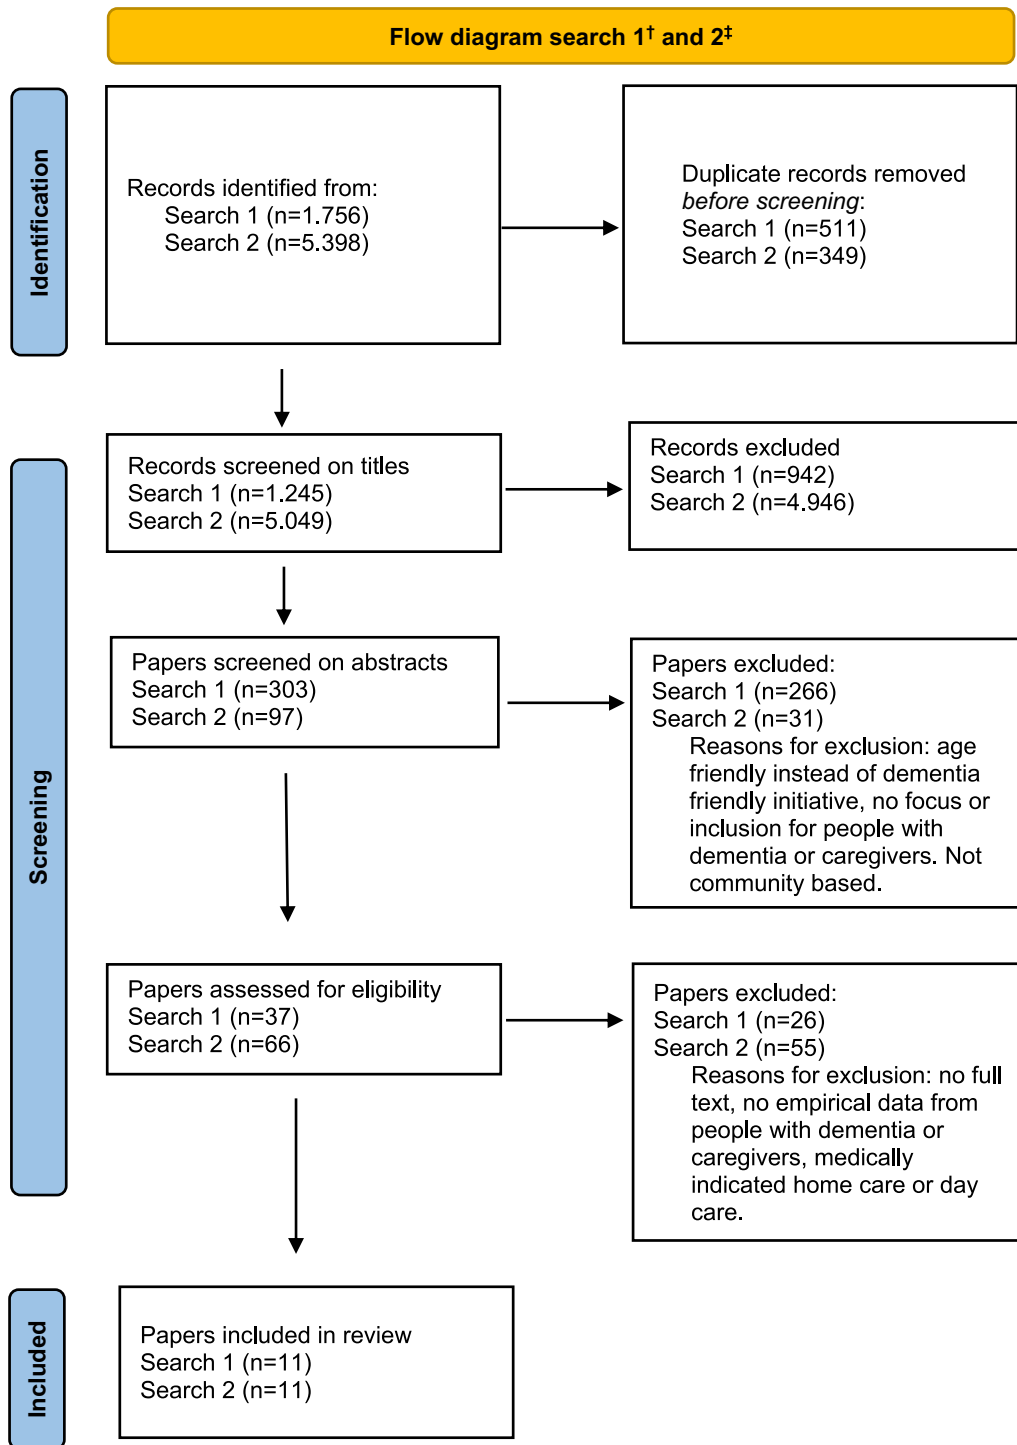 Flow diagram search 1† and 2‡
Identification
Records identified from:
Search 1 (n=1.756)
Search 2 (n=5.398)
Duplicate records removed
before screening:
Search 1 (n=511)
Search 2 (n=349)
Screening
Records screened on titles
Search 1 (n=1.245)
Search 2 (n=5.049)
Records excluded
Search 1 (n=942)
Search 2 (n=4.946)
Papers screened on abstracts
Search 1 (n=303)
Search 2 (n=97)
Papers excluded:
Search 1 (n=266)
Search 2 (n=31)
Reasons for exclusion: age
friendly instead of dementia
friendly initiative, no focus or
inclusion for people with
dementia or caregivers. Not
community based.
Papers assessed for eligibility
Search 1 (n=37)
Search 2 (n=66)
Papers excluded:
Search 1 (n=26)
Search 2 (n=55)
Reasons for exclusion: no full
text, no empirical data from
people with dementia or
caregivers, medically
indicated home care or day
care.
Included
Papers included in review
Search 1 (n=11)
Search 2 (n=11)